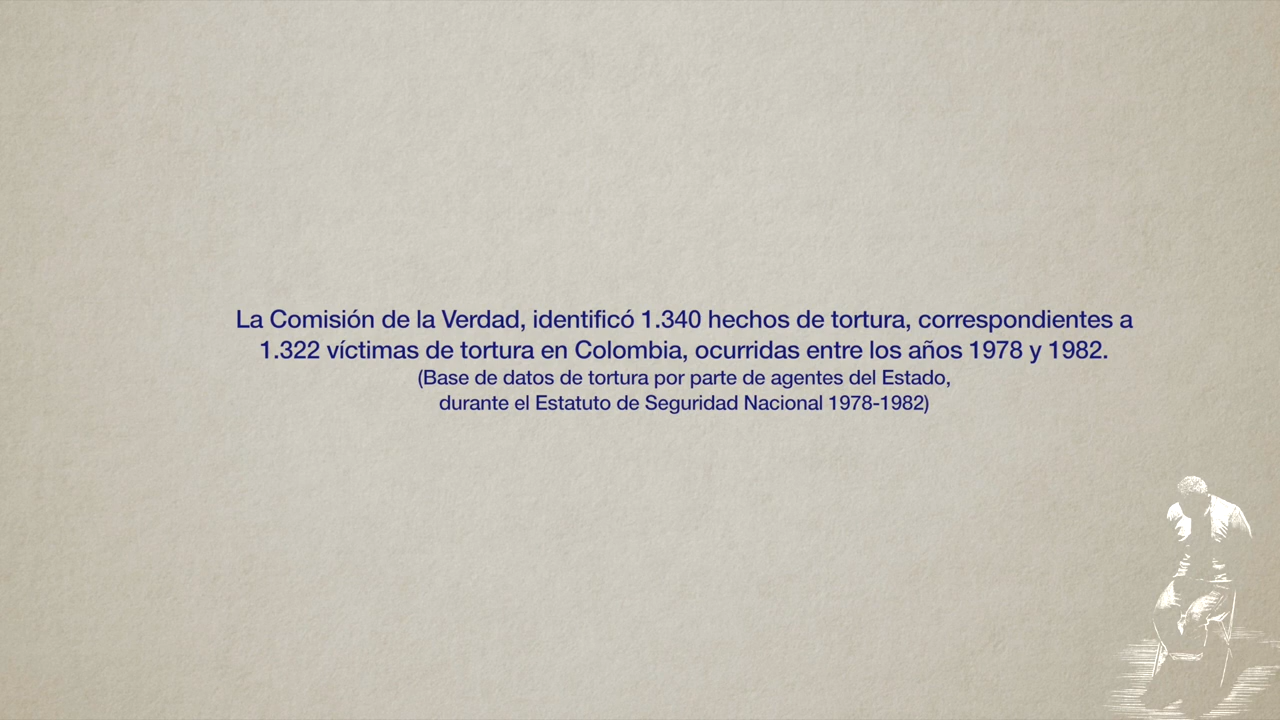 La Comisión de la Verdad, identificó 1.340 hechos de tortura, correspondientes a
1.322 víctimas de tortura en Colombia, ocurridas entre los años 1978 y 1982.
(Base de datos de tortura por parte de agentes del Estado,
durante el Estatuto de Seguridad Nacional 1978-1982)